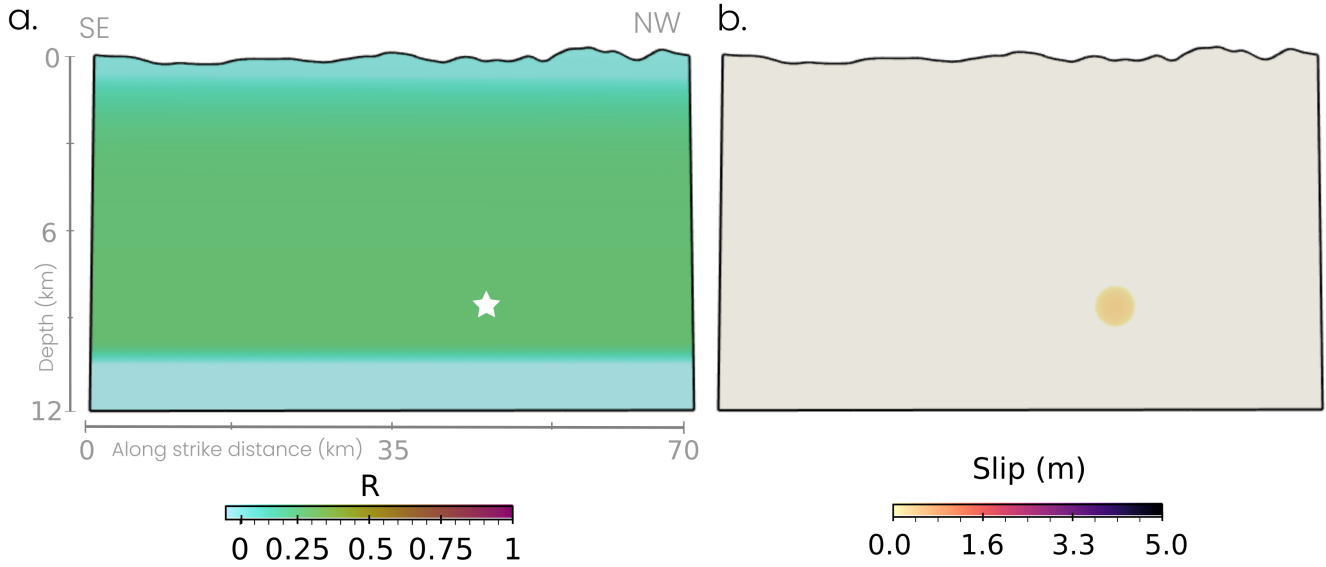 a.
SE
NW
b.
0
6
12
Depth (km)
0
Along strike distance (km)
35
70
R
0 0.25 0.5 0.75 1
Slip (m)
0.0 1.6 3.3 5.0